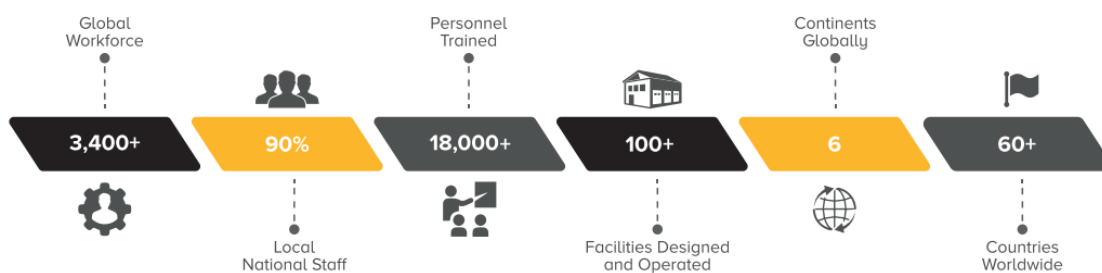 Global
Workforce
3,400+
90%
Local
National Staff
Personnel
Trained
18,000+
100+
Facilities Designed
and Operated
Continents
Globally
6
60+
Countries
Worldwide